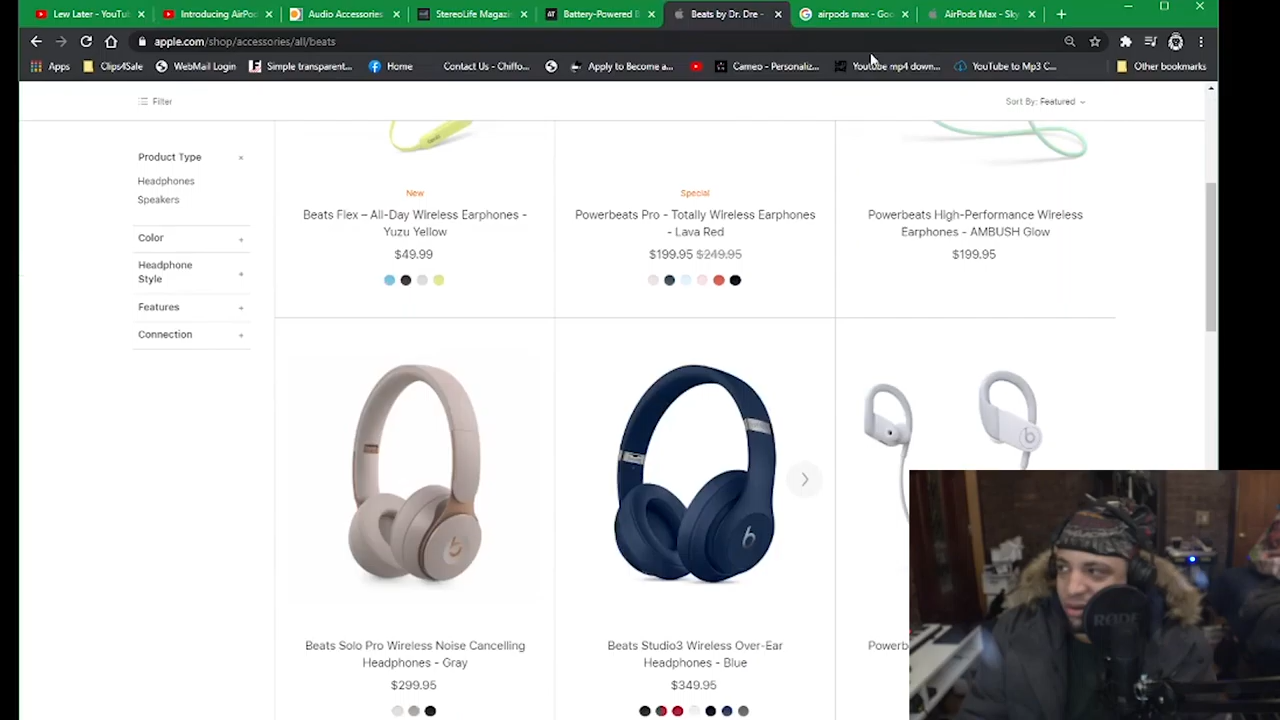 Lew Later - YouTu
Introducing AirPo
Audio Accessories
StereoLife Magazi
Battery-Powered B
Beats by Dr. Dre -
airpods max - Goo
AirPods Max - Sky
apple.com/shop/accessories/all/beats
Apps
Clips4Sale
WebMail Login
Simple transparent...
Home
Contact Us - Chiffo...
Apply to Become a...
Cameo - Personaliz...
Youtube mp4 down...
YouTube to Mp3 C...
Other bookmarks
Filter
Sort By: Featured
Product Type
Headphones
Speakers
Color
Headphone
Style
Features
Connection
New
Beats Flex – All-Day Wireless Earphones -
Yuzu Yellow
$49.99
Special
Powerbeats Pro - Totally Wireless Earphones
- Lava Red
$199.95 $249.95
Powerbeats High-Performance Wireless
Earphones - AMBUSH Glow
$199.95
Beats Solo Pro Wireless Noise Cancelling
Headphones - Gray
$299.95
Beats Studio3 Wireless Over-Ear
Headphones - Blue
$349.95
Powerb
RODE